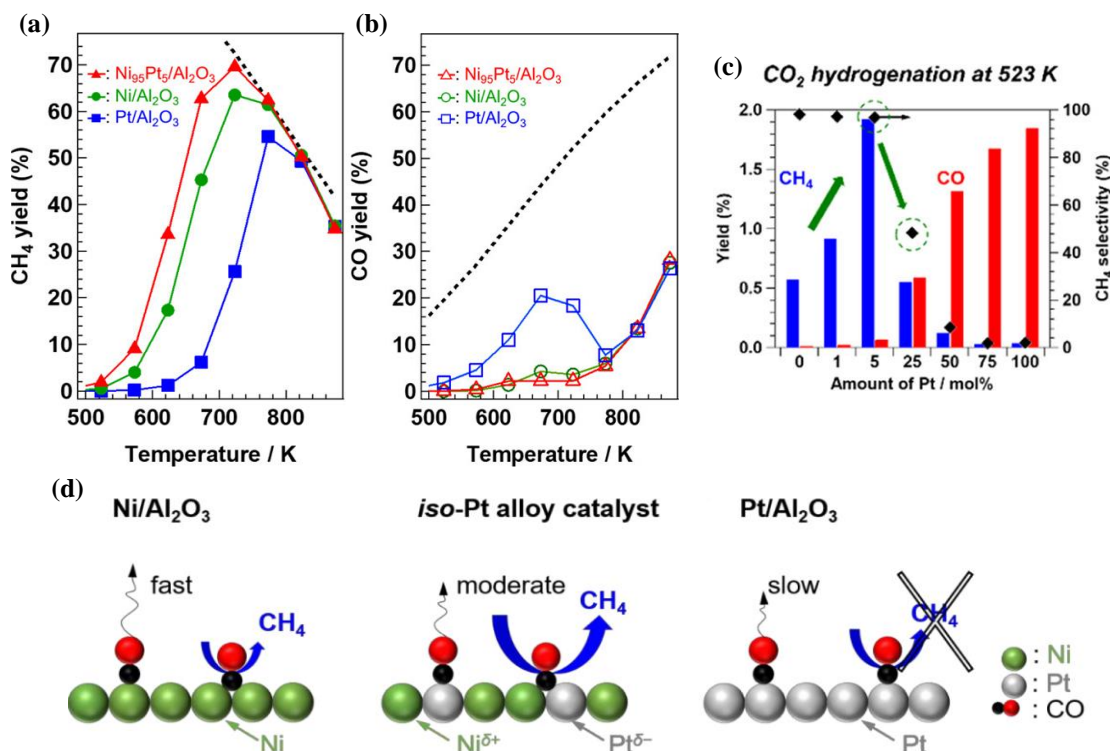 (a)
CH₄ yield (%)
70
60
50
40
30
20
10
0
: Ni₉₅Pt₅/Al₂O₃
: Ni/Al₂O₃
: Pt/Al₂O₃
500 600 700 800
Temperature / K
(b)
CO yield (%)
70
60
50
40
30
20
10
0
: Ni₉₅Pt₅/Al₂O₃
: Ni/Al₂O₃
: Pt/Al₂O₃
500 600 700 800
Temperature / K
(c)
CO₂ hydrogenation at 523 K
Yield (%)
2.0
1.5
1.0
0.5
0.0
CH₄
CO
100
80
60
40
20
0
CH₄ selectivity (%)
0 1 5 25 50 75 100
Amount of Pt / mol%
(d)
Ni/Al₂O₃ iso-Pt alloy catalyst Pt/Al₂O₃
fast moderate slow
CH₄ CH₄ CH₄
: Ni
: Pt
: CO
Ni Niδ+ Ptδ− Pt